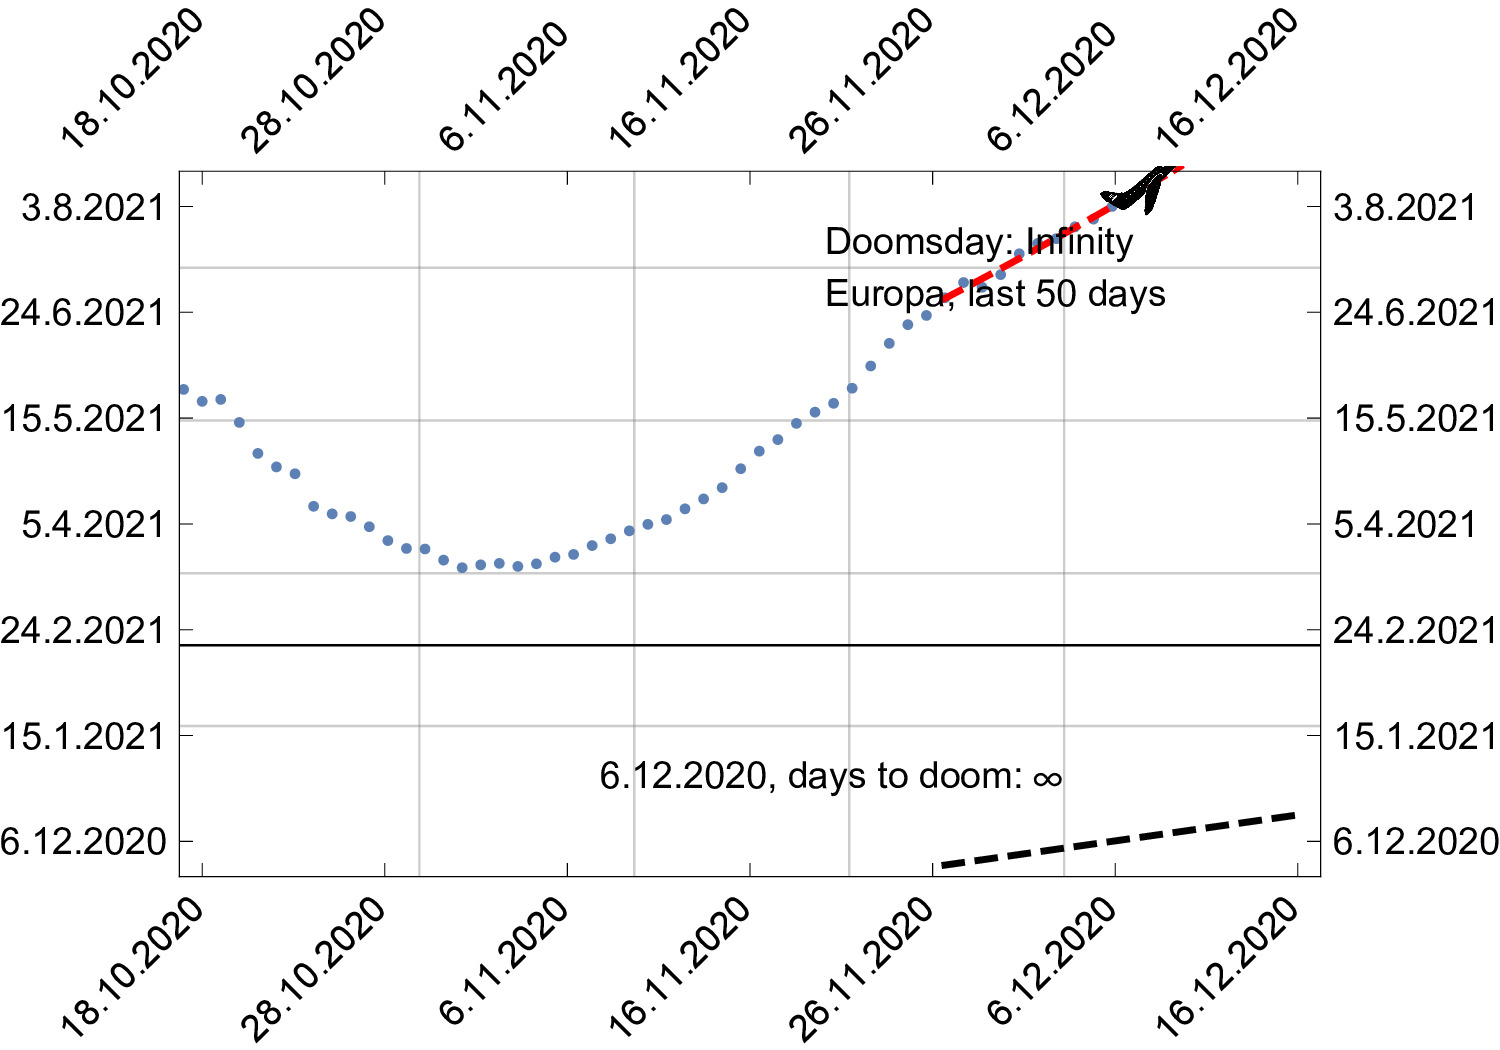 18.10.2020 28.10.2020 6.11.2020 16.11.2020 26.11.2020 6.12.2020 16.12.2020
3.8.2021 3.8.2021
Doomsday: Infinity
Europa, last 50 days
24.6.2021 24.6.2021
15.5.2021 15.5.2021
5.4.2021 5.4.2021
24.2.2021 24.2.2021
15.1.2021 15.1.2021
6.12.2020, days to doom: ∞
6.12.2020 6.12.2020
18.10.2020 28.10.2020 6.11.2020 16.11.2020 26.11.2020 6.12.2020 16.12.2020